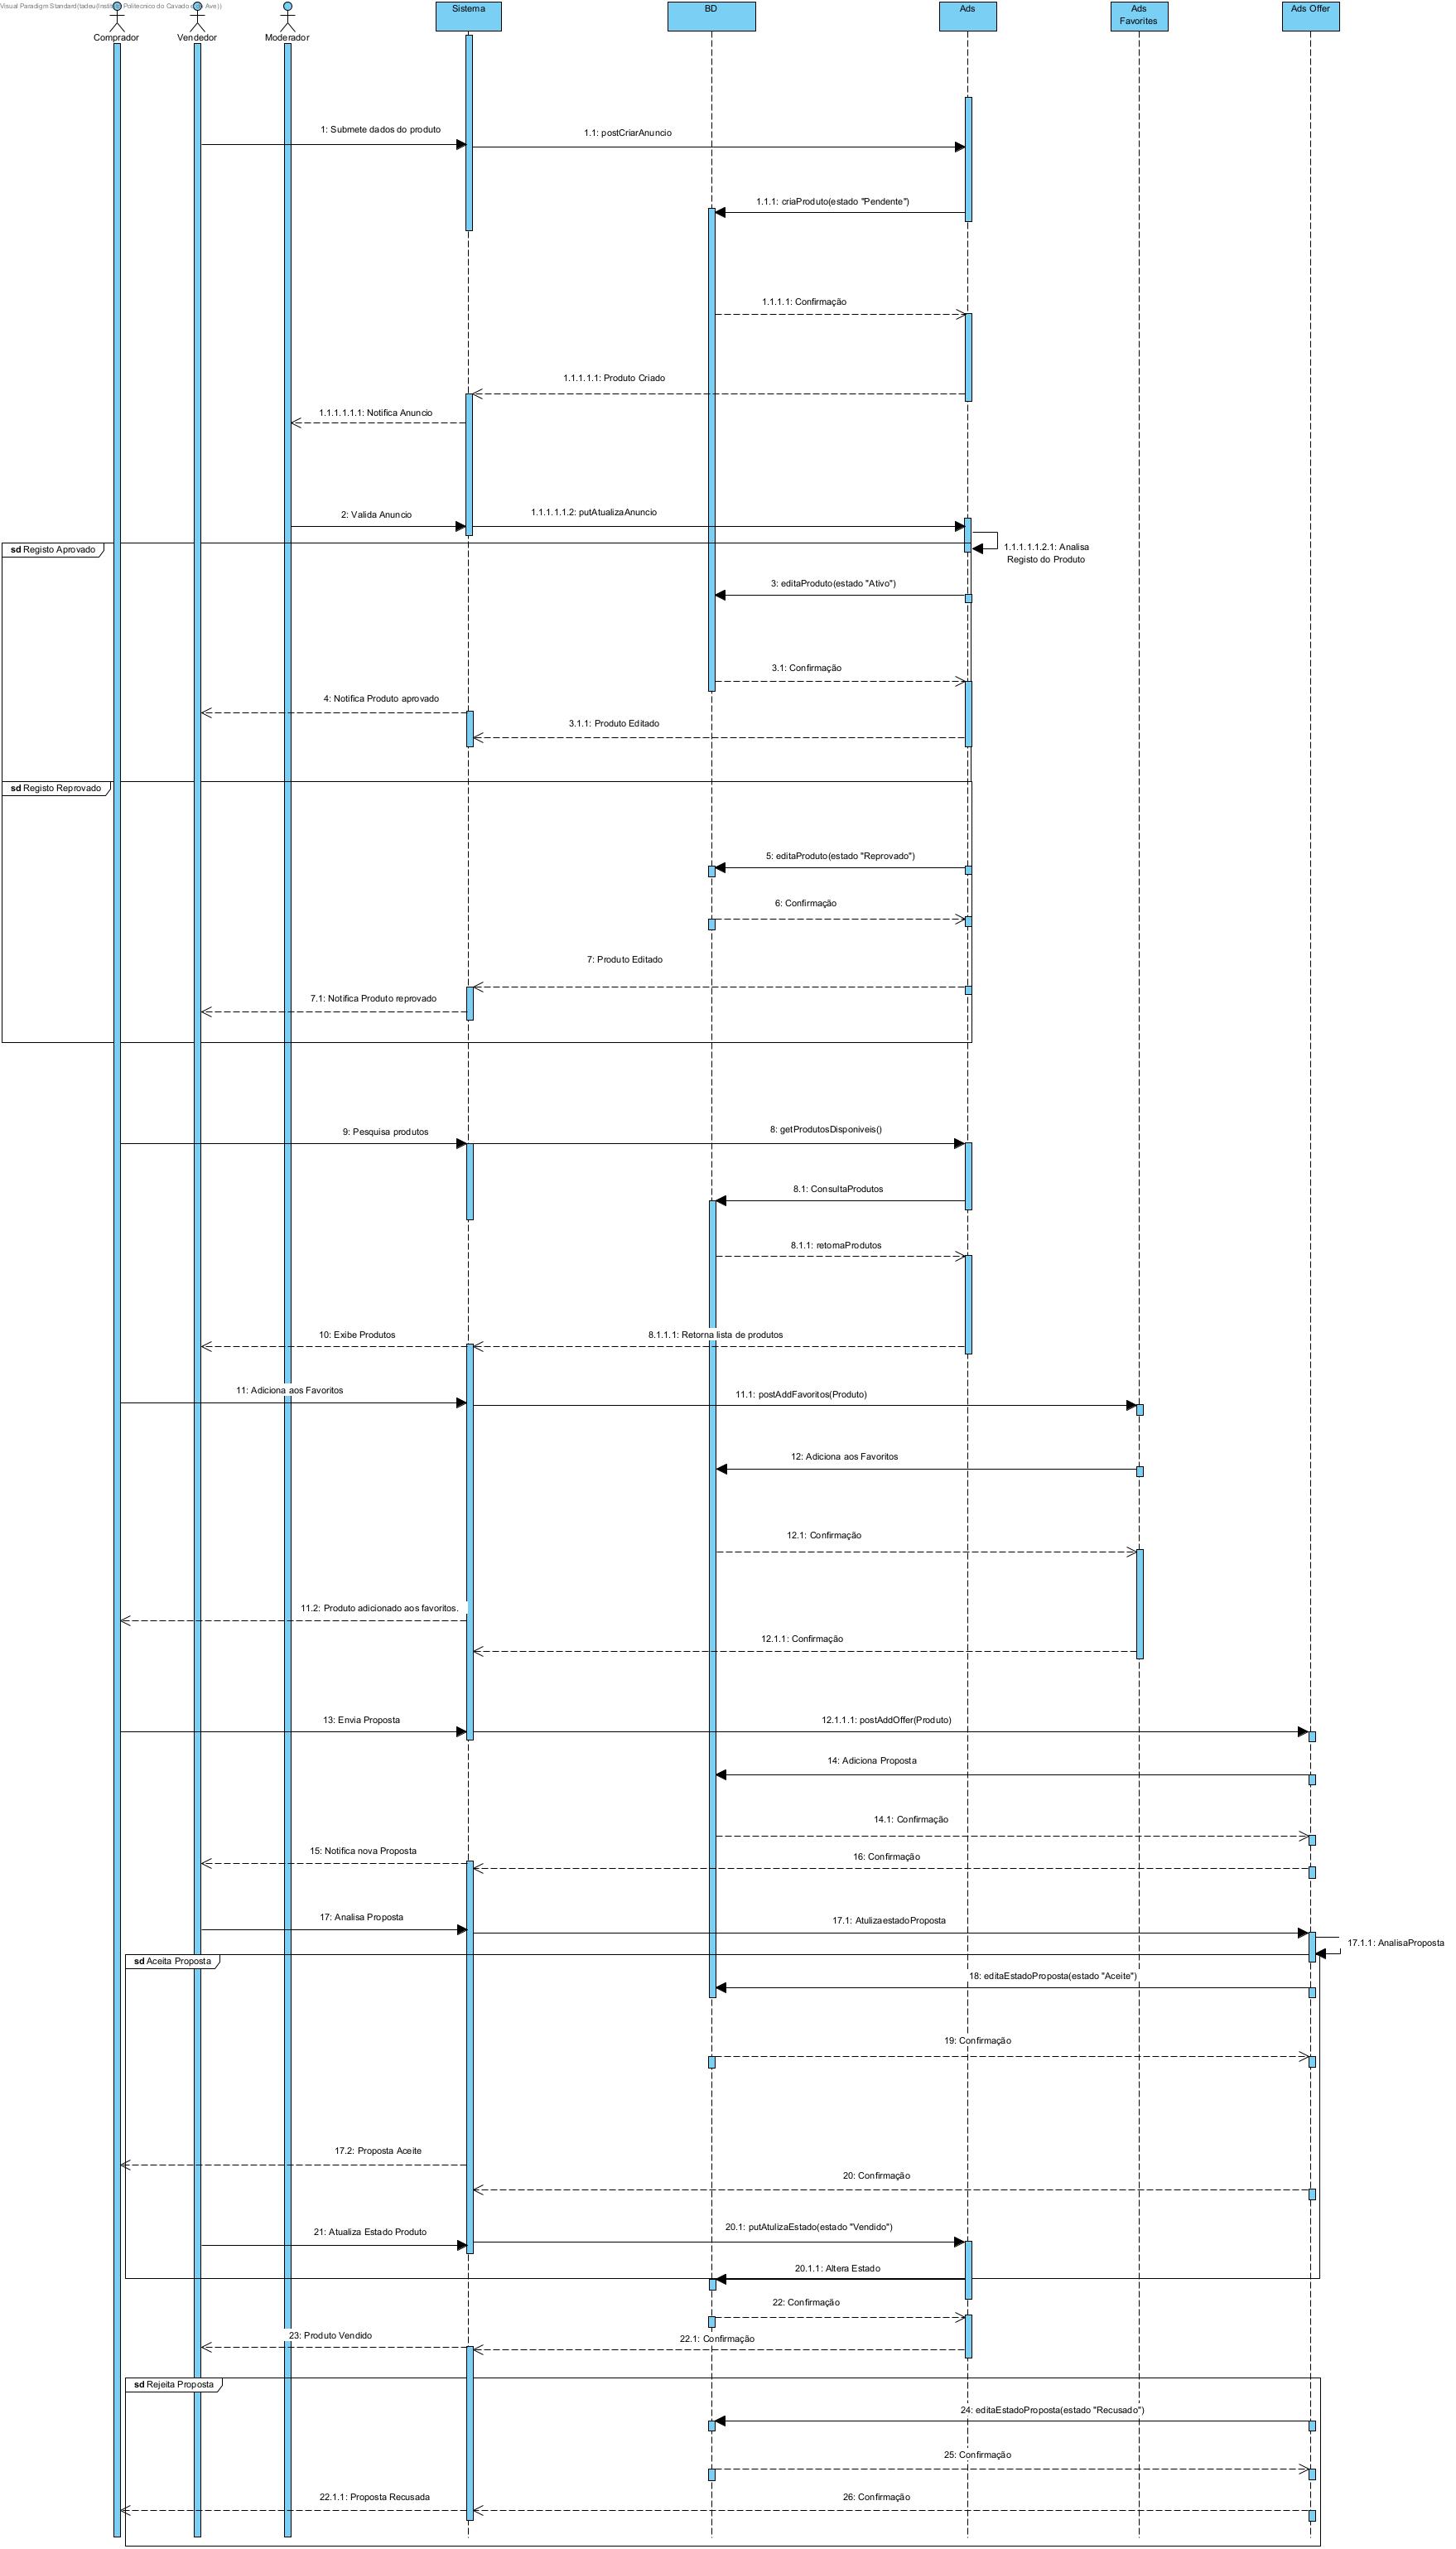 Visual Paradigm Standard(tadeu(Instituto Politecnico do Cavado e do Ave))
Comprador
Vendedor
Moderador
Sistema
BD
Ads
Ads
Favorites
Ads Offer
1: Submete dados do produto
1.1: postCriarAnuncio
1.1.1: criaProduto(estado "Pendente")
1.1.1.1: Confirmação
1.1.1.1.1: Produto Criado
1.1.1.1.1.1: Notifica Anuncio
2: Valida Anuncio
1.1.1.1.1.2: putAtualizaAnuncio
sd Registo Aprovado
1.1.1.1.1.2.1: Analisa
Registo do Produto
3: editaProduto(estado "Ativo")
3.1: Confirmação
4: Notifica Produto aprovado
3.1.1: Produto Editado
sd Registo Reprovado
5: editaProduto(estado "Reprovado")
6: Confirmação
7: Produto Editado
7.1: Notifica Produto reprovado
9: Pesquisa produtos
8: getProdutosDisponiveis()
8.1: ConsultaProdutos
8.1.1: retornaProdutos
10: Exibe Produtos
8.1.1.1: Retorna lista de produtos
11: Adiciona aos Favoritos
11.1: postAddFavoritos(Produto)
12: Adiciona aos Favoritos
12.1: Confirmação
11.2: Produto adicionado aos favoritos.
12.1.1: Confirmação
13: Envia Proposta
12.1.1.1: postAddOffer(Produto)
14: Adiciona Proposta
14.1: Confirmação
15: Notifica nova Proposta
16: Confirmação
17: Analisa Proposta
17.1: AtulizaestadoProposta
17.1.1: AnalisaProposta
sd Aceita Proposta
18: editaEstadoProposta(estado "Aceite")
19: Confirmação
17.2: Proposta Aceite
20: Confirmação
21: Atualiza Estado Produto
20.1: putAtulizaEstado(estado "Vendido")
20.1.1: Altera Estado
22: Confirmação
23: Produto Vendido
22.1: Confirmação
sd Rejeita Proposta
24: editaEstadoProposta(estado "Recusado")
25: Confirmação
22.1.1: Proposta Recusada
26: Confirmação